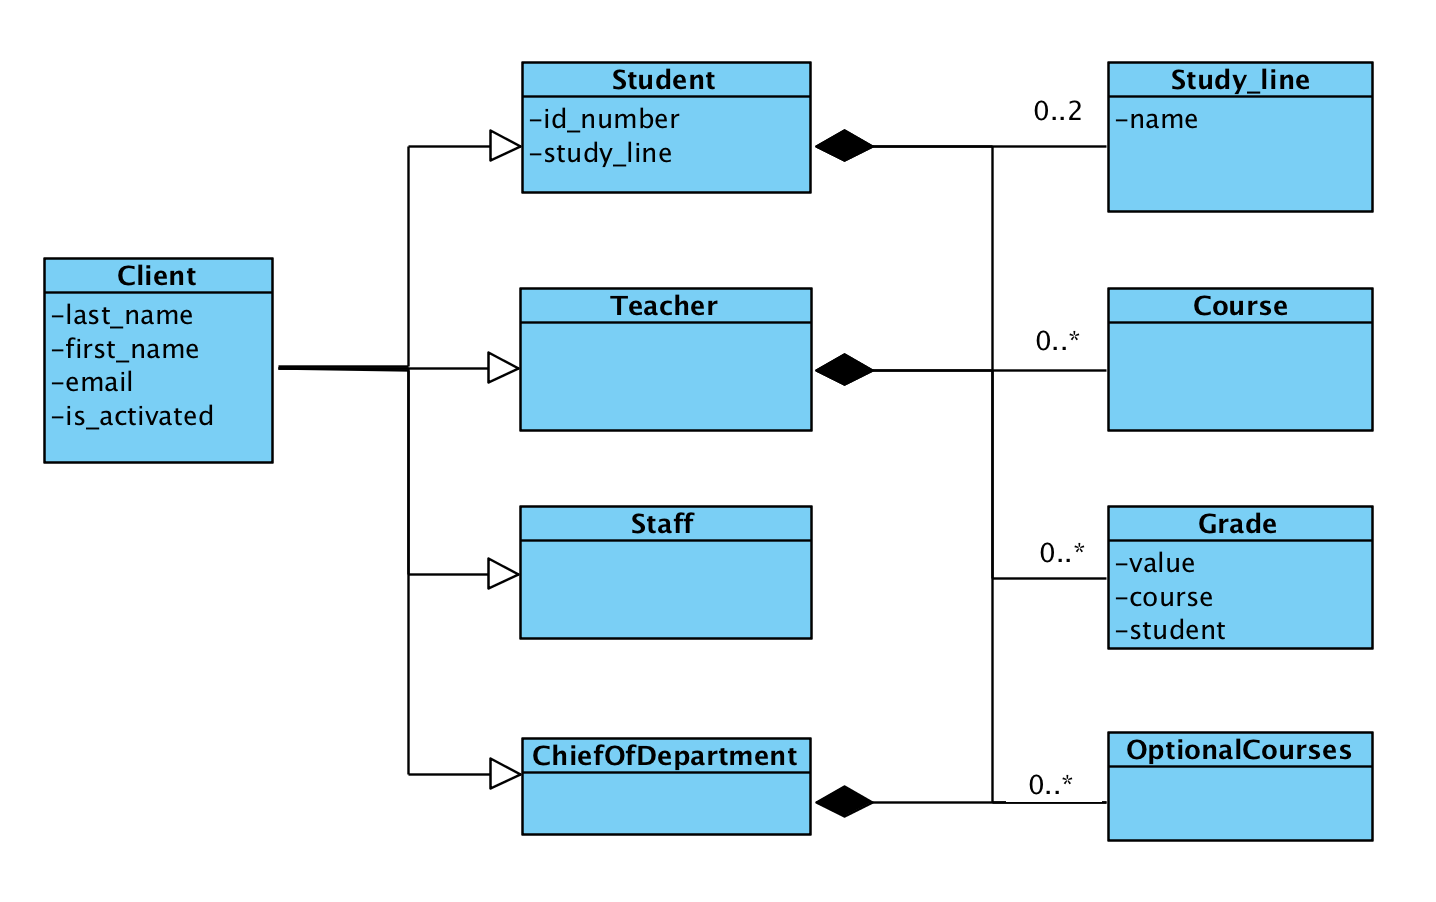 Student
-id_number
-study_line
0..2
Study_line
-name
Client
-last_name
-first_name
-email
-is_activated
Teacher
0..*
Course
Staff
0..*
Grade
-value
-course
-student
ChiefOfDepartment
0..*
OptionalCourses